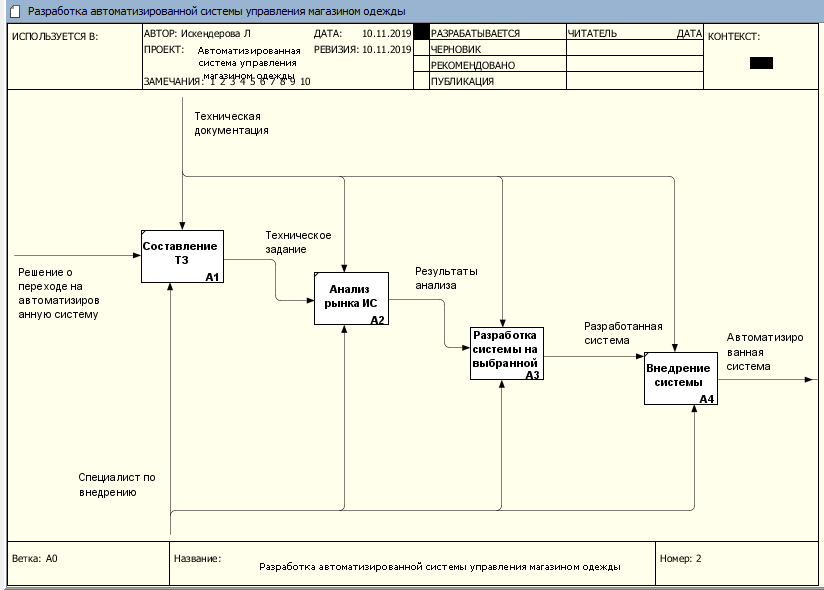 Разработка автоматизированной системы управления магазином одежды
ИСПОЛЬЗУЕТСЯ В:
АВТОР: Искендерова Л
ДАТА: 10.11.2019
РАЗРАБАТЫВАЕТСЯ
ЧИТАТЕЛЬ
ДАТА
КОНТЕКСТ:
ПРОЕКТ:
Автоматизированная
система управления
магазином одежды
РЕВИЗИЯ: 10.11.2019
ЧЕРНОВИК
РЕКОМЕНДОВАНО
ЗАМЕЧАНИЯ: 1 2 3 4 5 6 7 8 9 10
ПУБЛИКАЦИЯ
Техническая
документация
Составление
ТЗ
A1
Техническое
задание
Решение о
переходе на
автоматизиров
анную систему
Анализ
рынка ИС
A2
Результаты
анализа
Разработка
системы на
выбранной
A3
Разработанная
система
Внедрение
системы
A4
Автоматизиро
ванная
система
Специалист по
внедрению
Ветка: A0
Название:
Разработка автоматизированной системы управления магазином одежды
Номер: 2